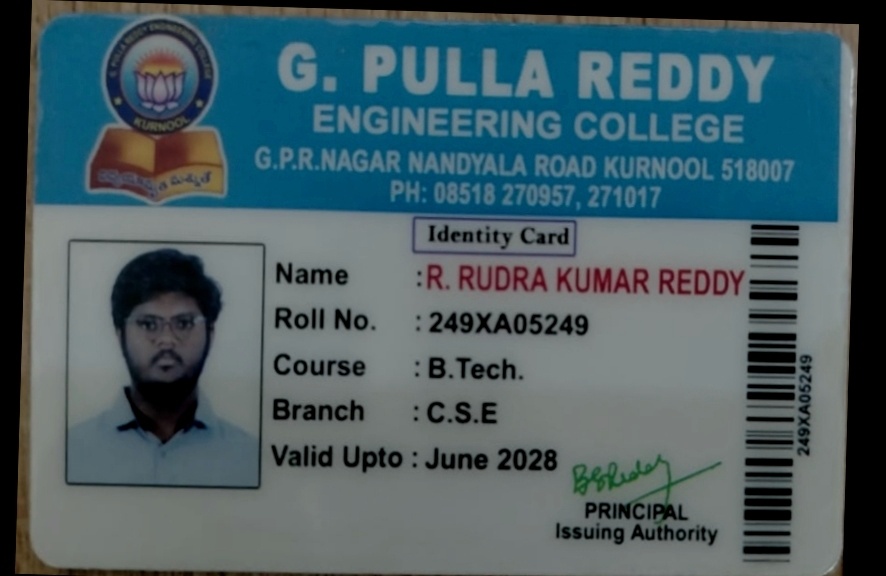 G. PULLA REDDY ENGINEERING COLLEGE
KURNOOL
G. PULLA REDDY
ENGINEERING COLLEGE
G.P.R.NAGAR NANDYALA ROAD KURNOOL 518007
PH: 08518 270957, 271017
Identity Card
Name : R. RUDRA KUMAR REDDY
Roll No. : 249XA05249
Course : B.Tech.
Branch : C.S.E
Valid Upto : June 2028
249XA05249
PRINCIPAL
Issuing Authority